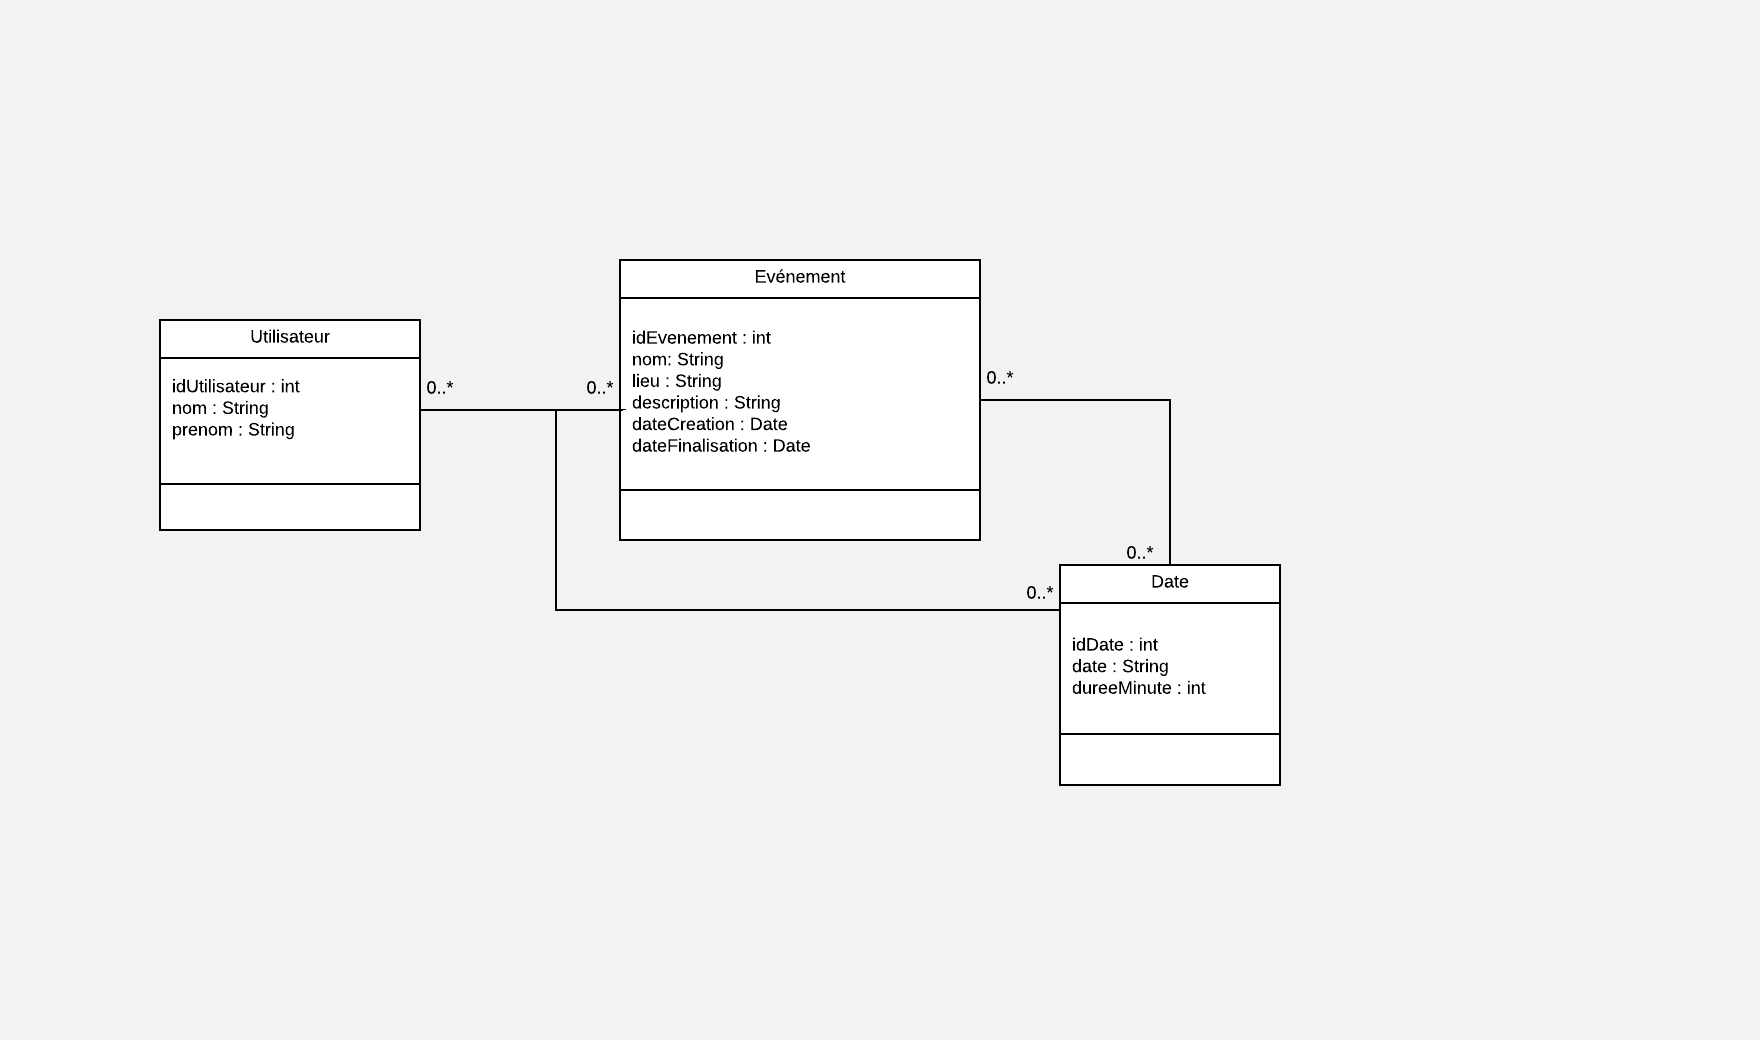 Utilisateur
idUtilisateur : int
nom : String
prenom : String
0..*
0..*
Evénement
idEvenement : int
nom: String
lieu : String
description : String
dateCreation : Date
dateFinalisation : Date
0..*
0..*
0..*
Date
idDate : int
date : String
dureeMinute : int